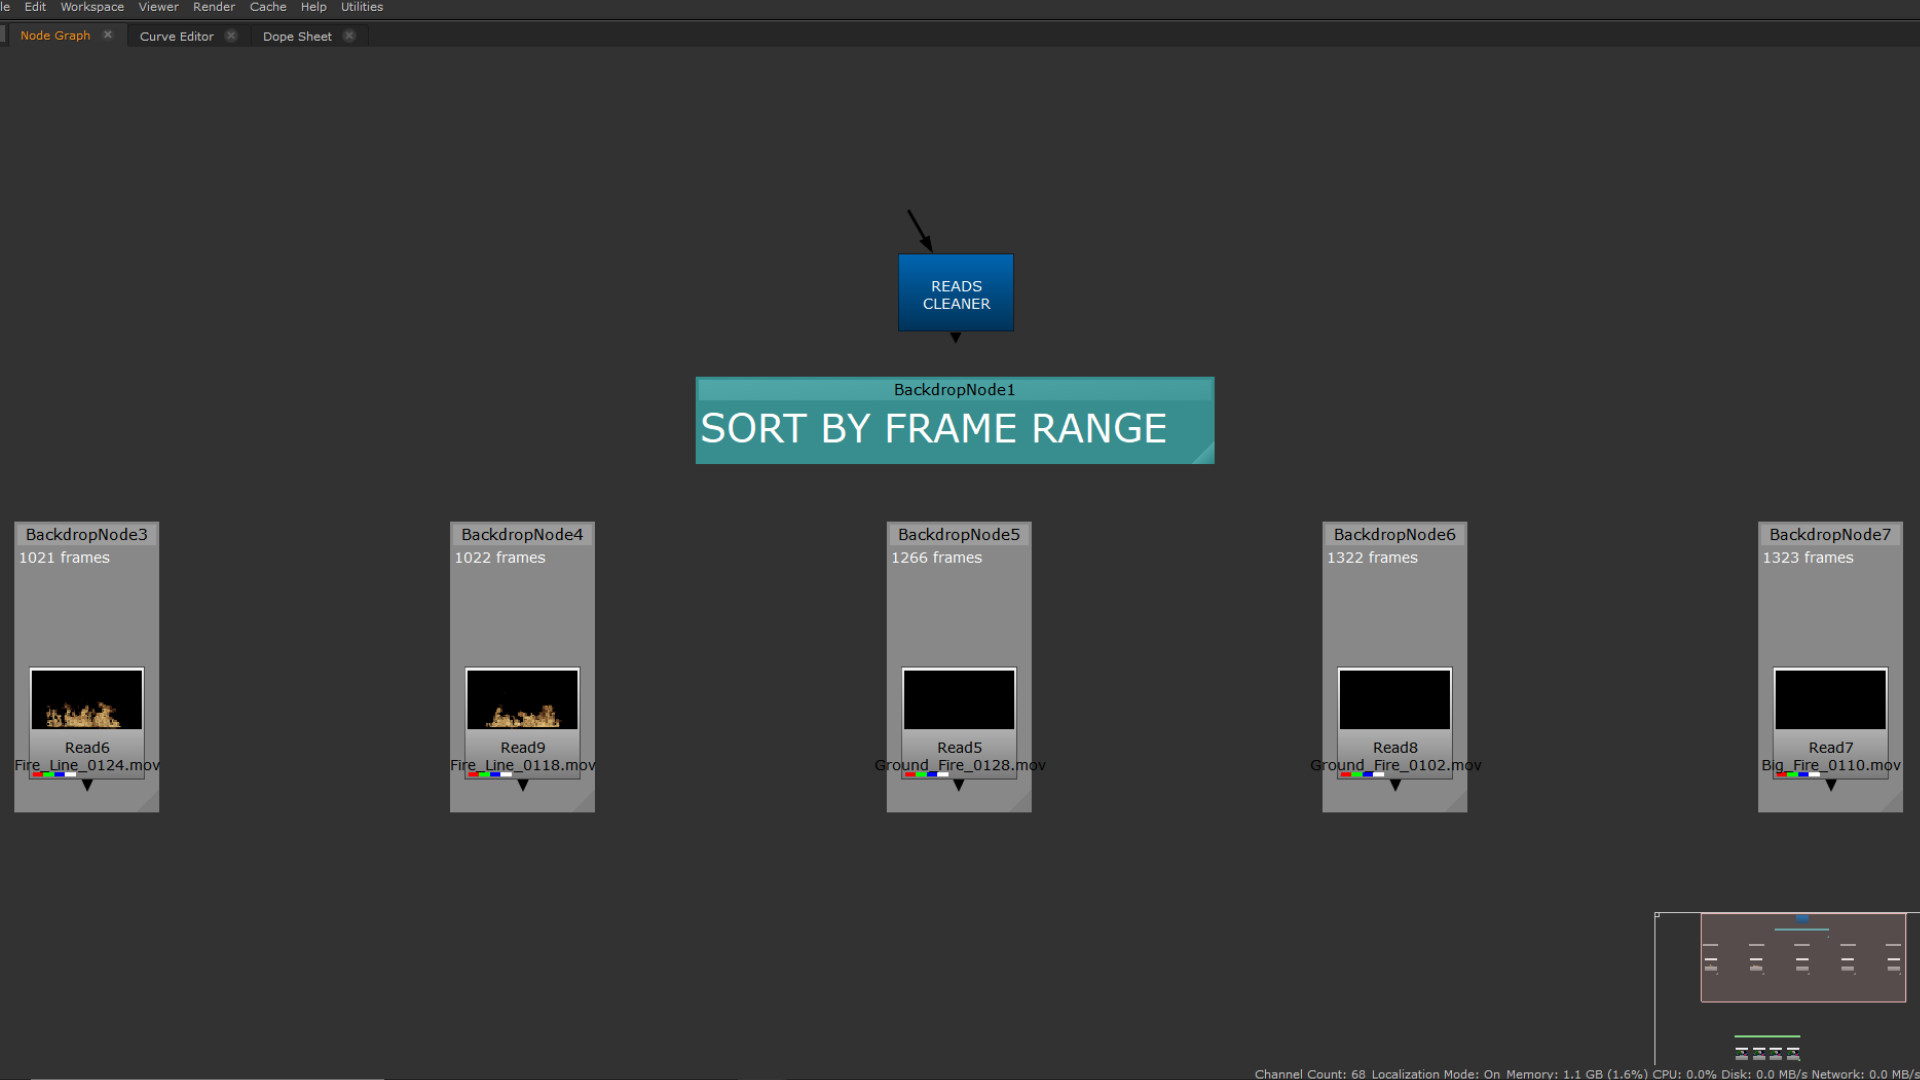 le Edit Workspace Viewer Render Cache Help Utilities
Node Graph Curve Editor Dope Sheet
READS
CLEANER
BackdropNode1
SORT BY FRAME RANGE
BackdropNode3
1021 frames
Read6
Fire_Line_0124.mov
BackdropNode4
1022 frames
Read9
Fire_Line_0118.mov
BackdropNode5
1266 frames
Read5
Ground_Fire_0128.mov
BackdropNode6
1322 frames
Read8
Ground_Fire_0102.mov
BackdropNode7
1323 frames
Read7
Big_Fire_0110.mov
Channel Count: 68 Localization Mode: On Memory: 1.1 GB (1.6%) CPU: 0.0% Disk: 0.0 MB/s Network: 0.0 MB/s